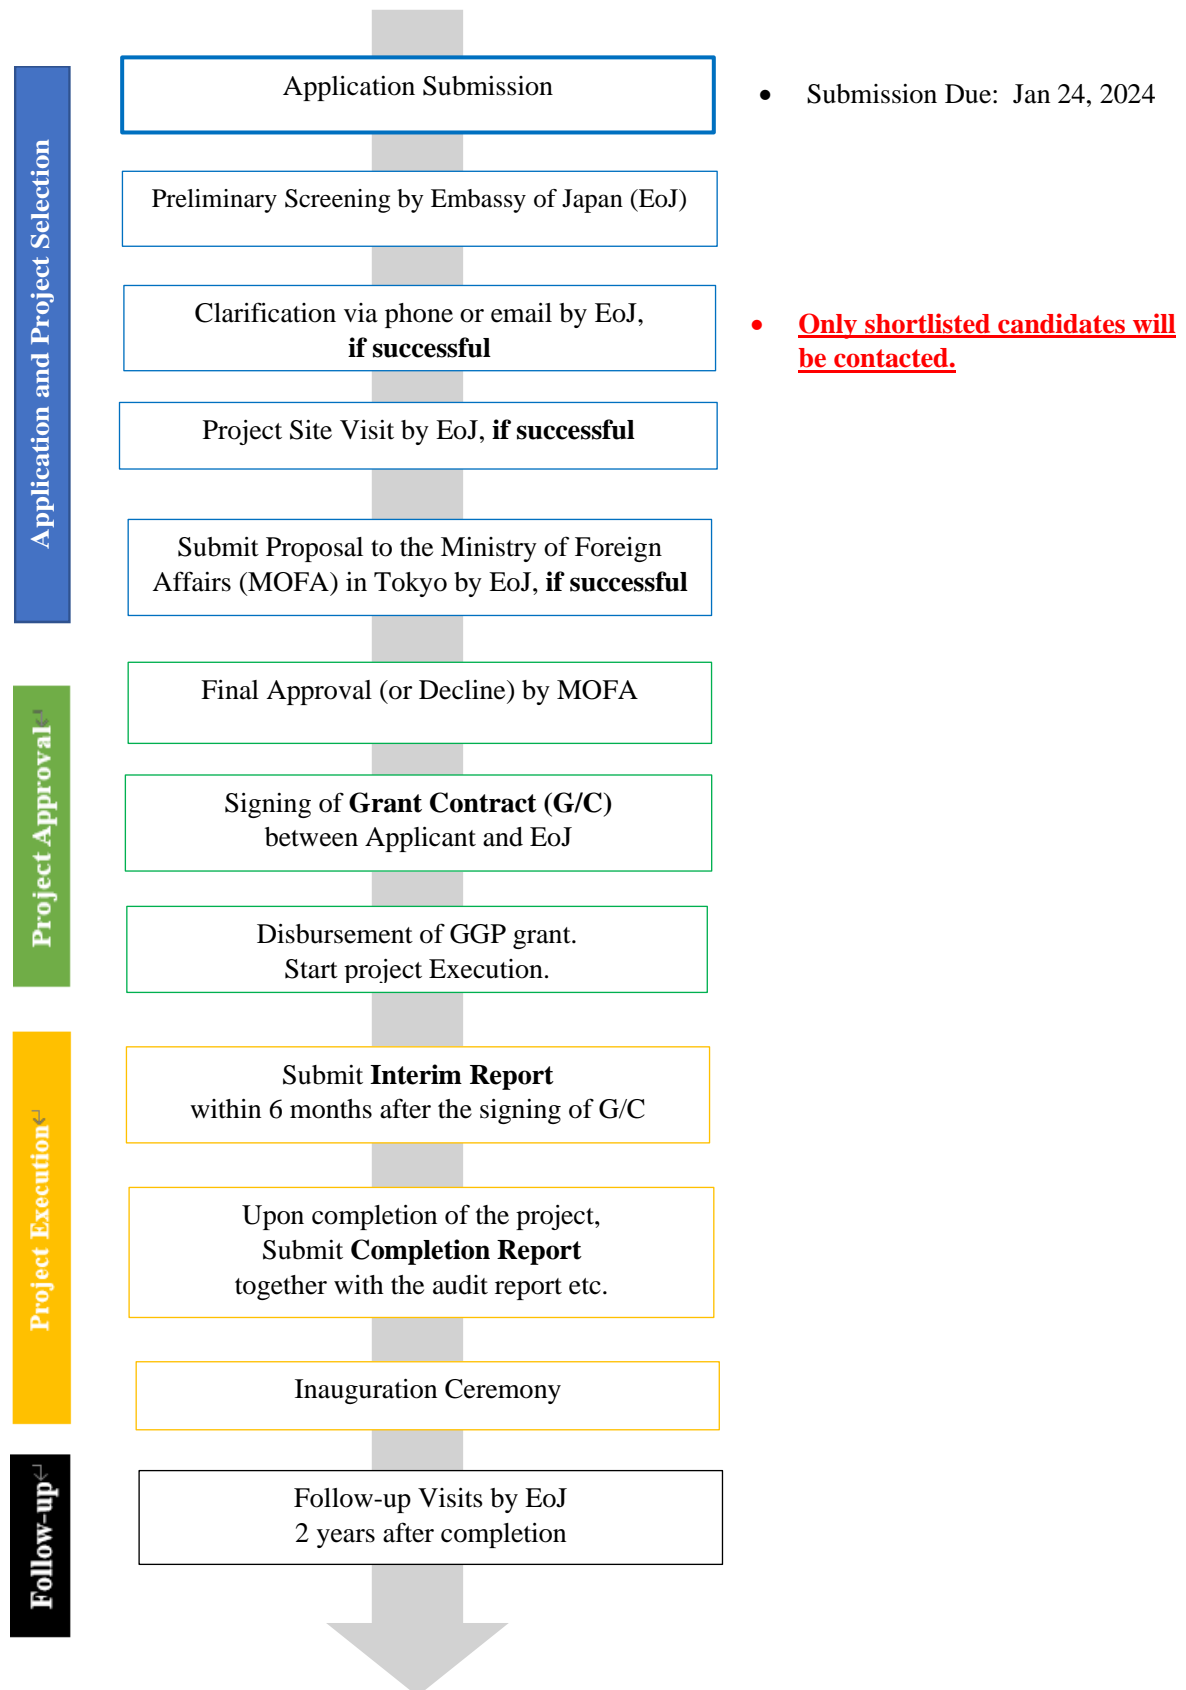 Application and Project Selection
Application Submission
• Submission Due: Jan 24, 2024
Preliminary Screening by Embassy of Japan (EoJ)
Clarification via phone or email by EoJ,
if successful
• Only shortlisted candidates will
be contacted.
Project Site Visit by EoJ, if successful
Submit Proposal to the Ministry of Foreign
Affairs (MOFA) in Tokyo by EoJ, if successful
Project Approval↵
Final Approval (or Decline) by MOFA
Signing of Grant Contract (G/C)
between Applicant and EoJ
Disbursement of GGP grant.
Start project Execution.
Project Execution↵
Submit Interim Report
within 6 months after the signing of G/C
Upon completion of the project,
Submit Completion Report
together with the audit report etc.
Inauguration Ceremony
Follow-up↵
Follow-up Visits by EoJ
2 years after completion